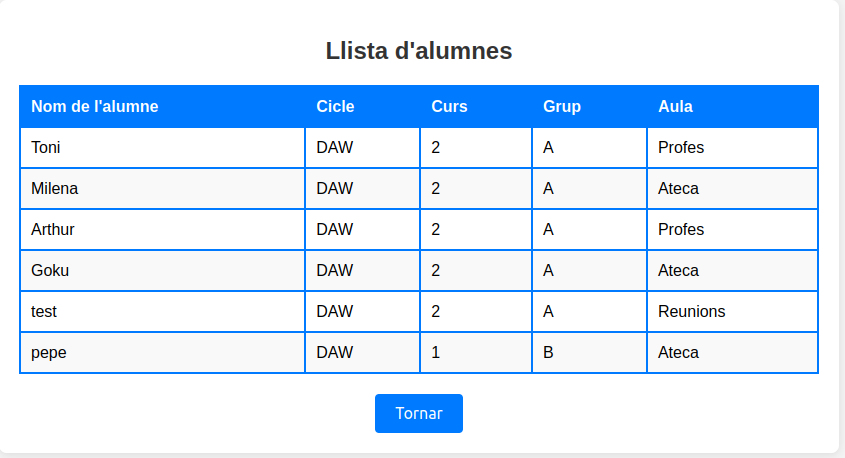 Llista d'alumnes
Nom de l'alumne Cicle Curs Grup Aula
Toni DAW 2 A Profes
Milena DAW 2 A Ateca
Arthur DAW 2 A Profes
Goku DAW 2 A Ateca
test DAW 2 A Reunions
pepe DAW 1 B Ateca
Tornar